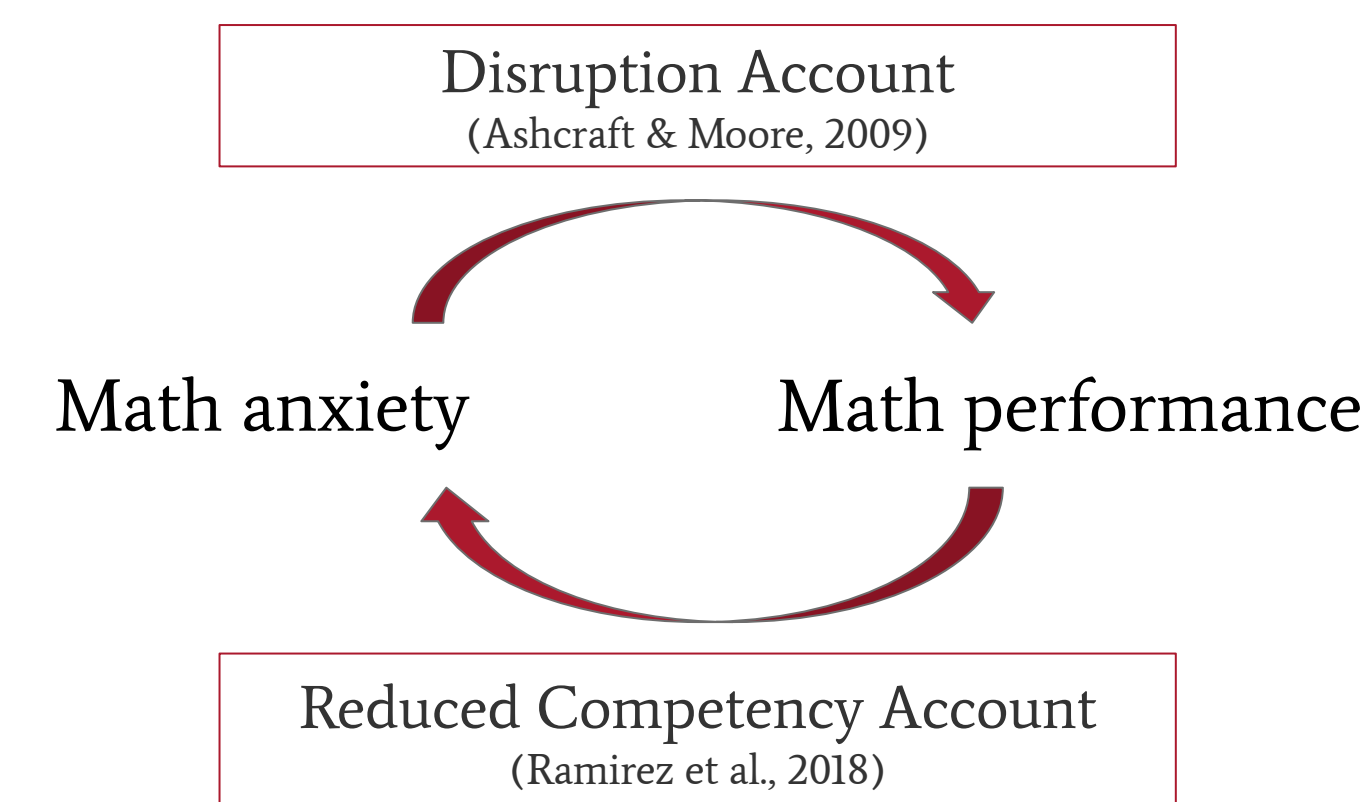 Disruption Account
(Ashcraft & Moore, 2009)
Math anxiety
Math performance
Reduced Competency Account
(Ramirez et al., 2018)